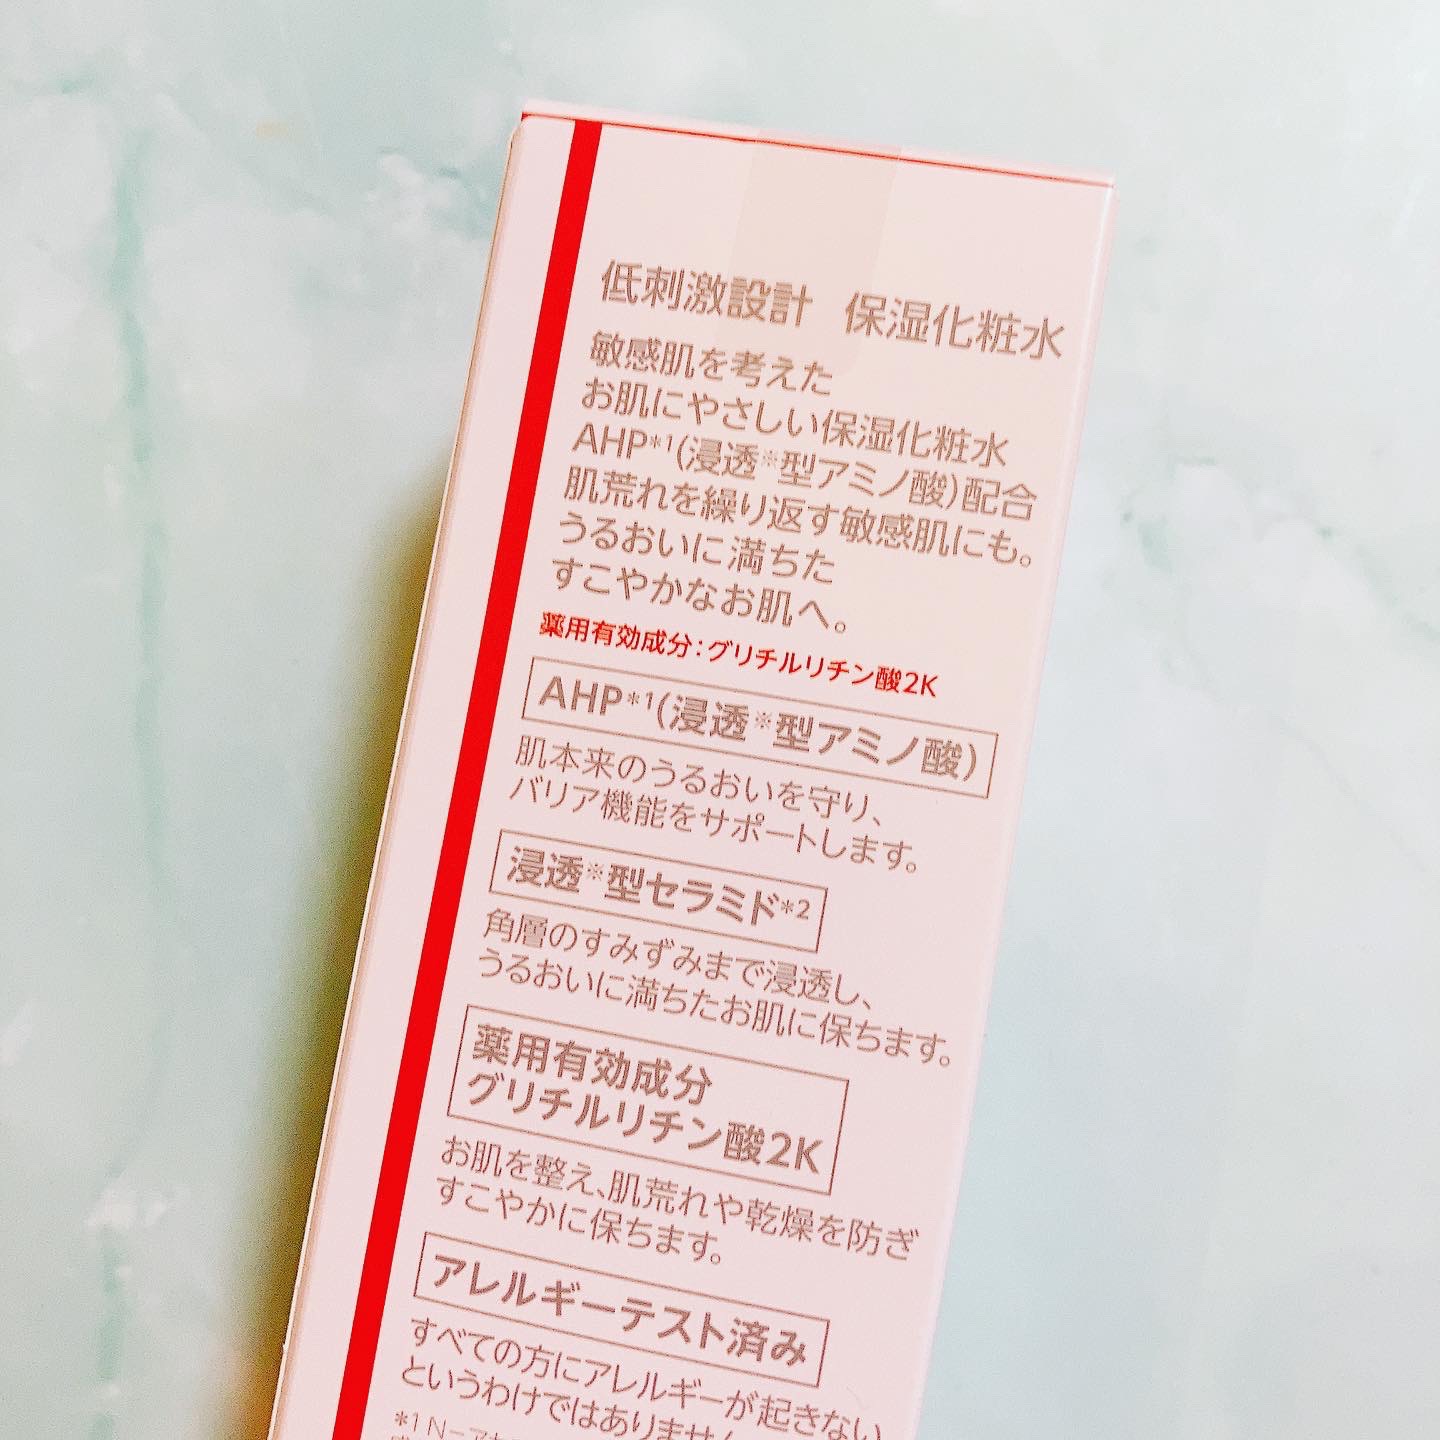 低刺激設計 保湿化粧水
敏感肌を考えた
お肌にやさしい保湿化粧水
AHP*1(浸透※型アミノ酸)配合
肌荒れを繰り返す敏感肌にも。
うるおいに満ちた
すこやかなお肌へ。
薬用有効成分:グリチルリチン酸2K
AHP*1(浸透※型アミノ酸)
肌本来のうるおいを守り、
バリア機能をサポートします。
浸透※型セラミド*2
角層のすみずみまで浸透し、
うるおいに満ちたお肌に保ちます。
薬用有効成分
グリチルリチン酸2K
お肌を整え、肌荒れや乾燥を防ぎ
すこやかに保ちます。
アレルギーテスト済み
すべての方にアレルギーが起きない
というわけではありません
*1 N-アセ